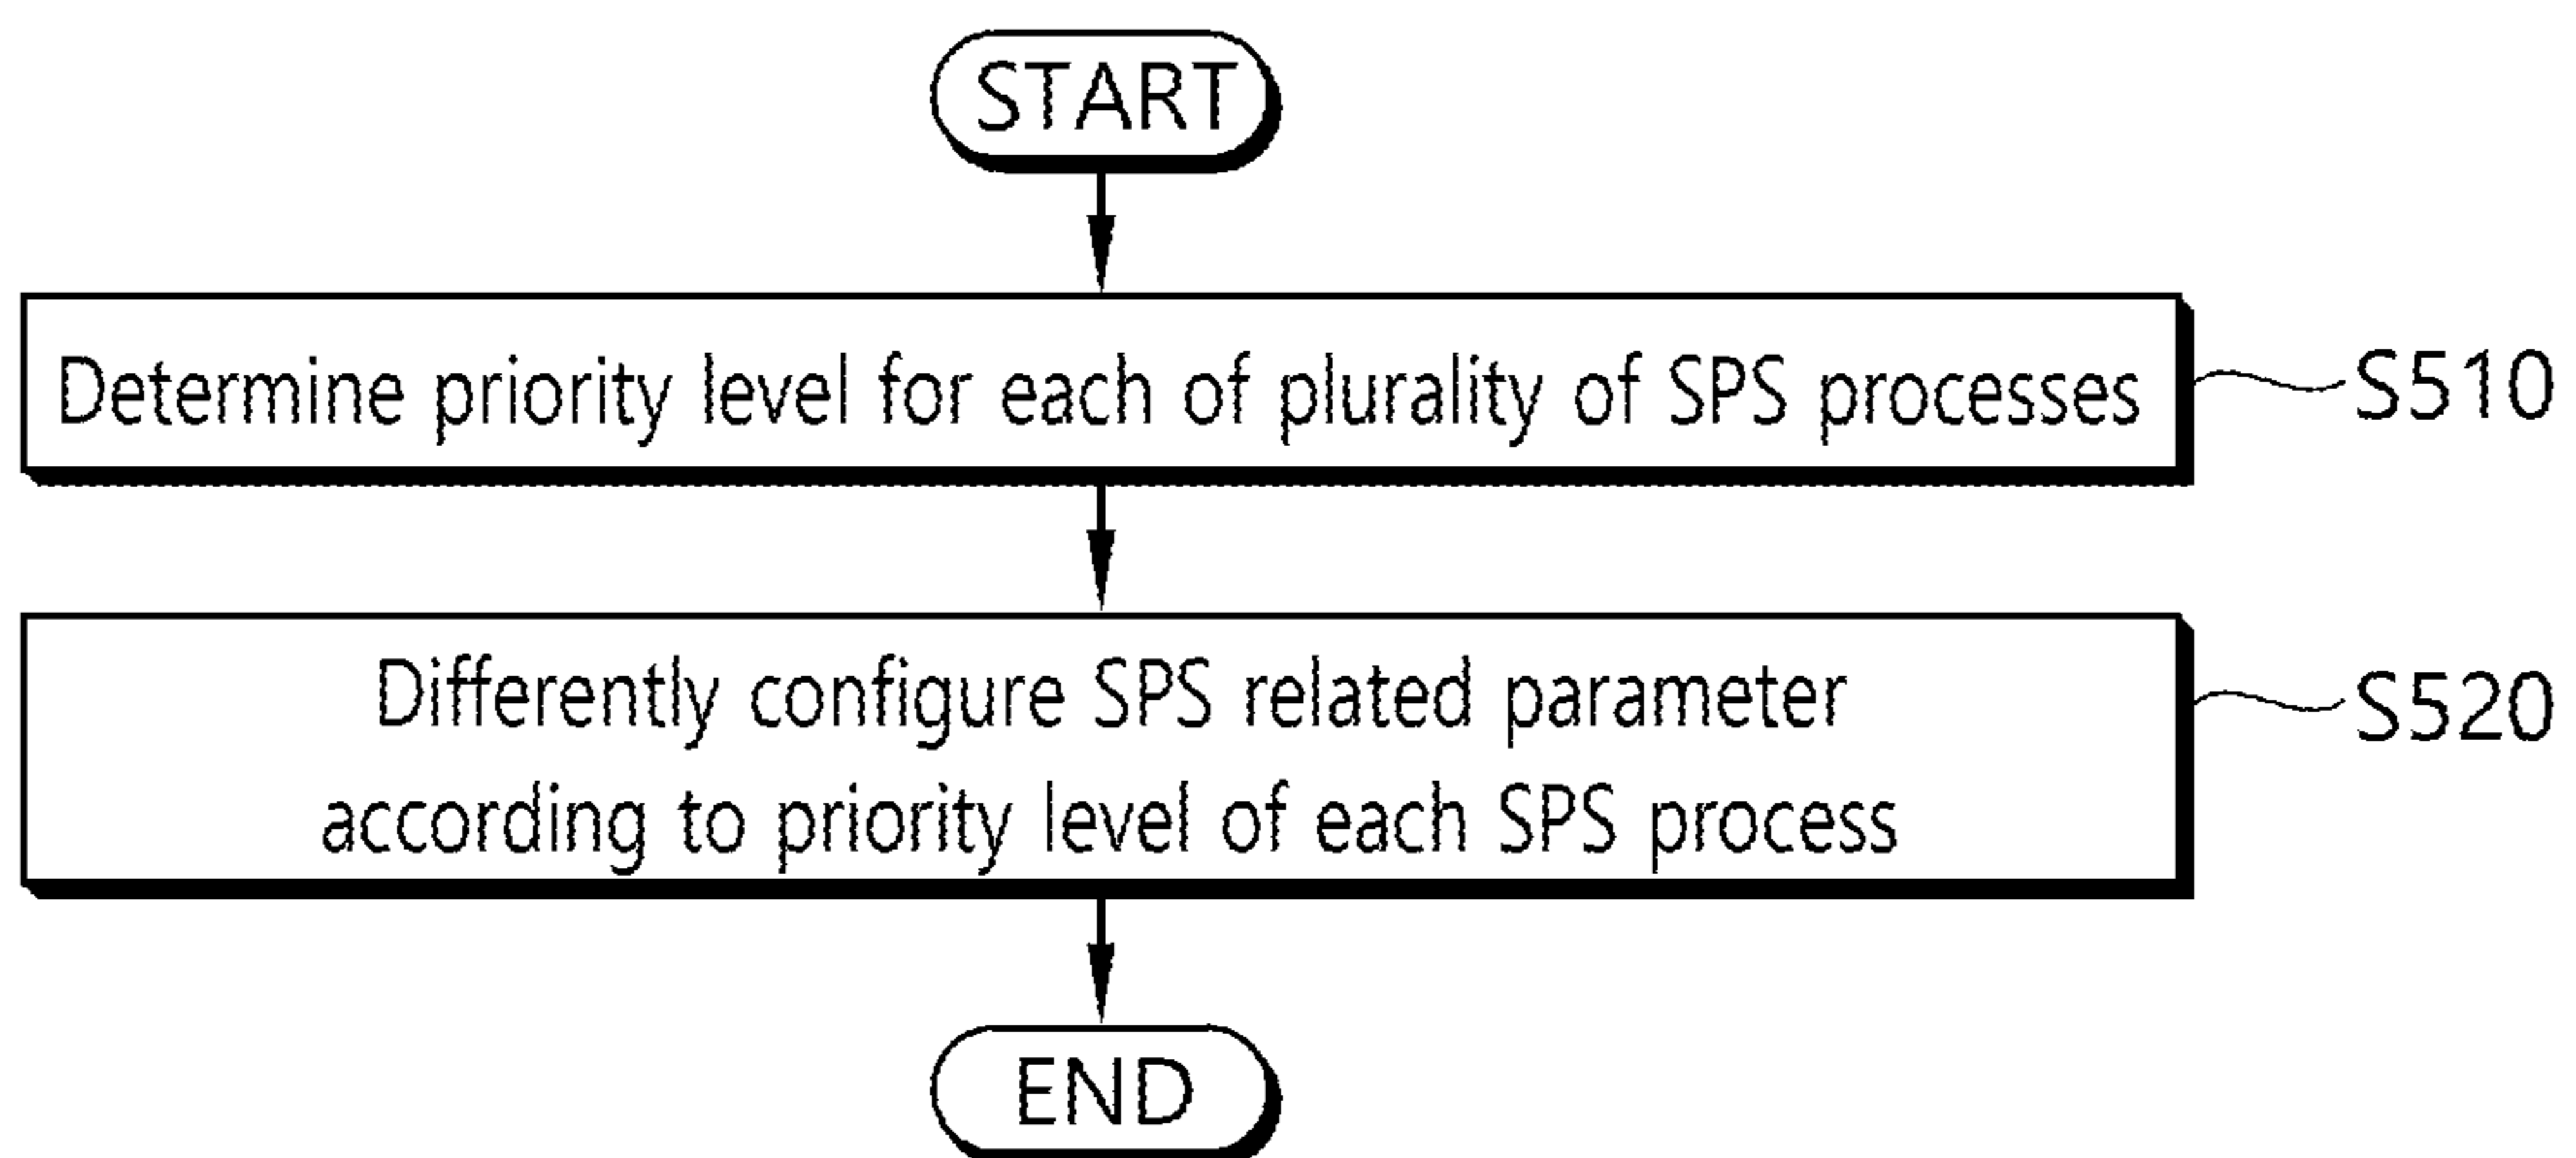 START
Determine priority level for each of plurality of SPS processes
S510
Differently configure SPS related parameter
according to priority level of each SPS process
S520
END